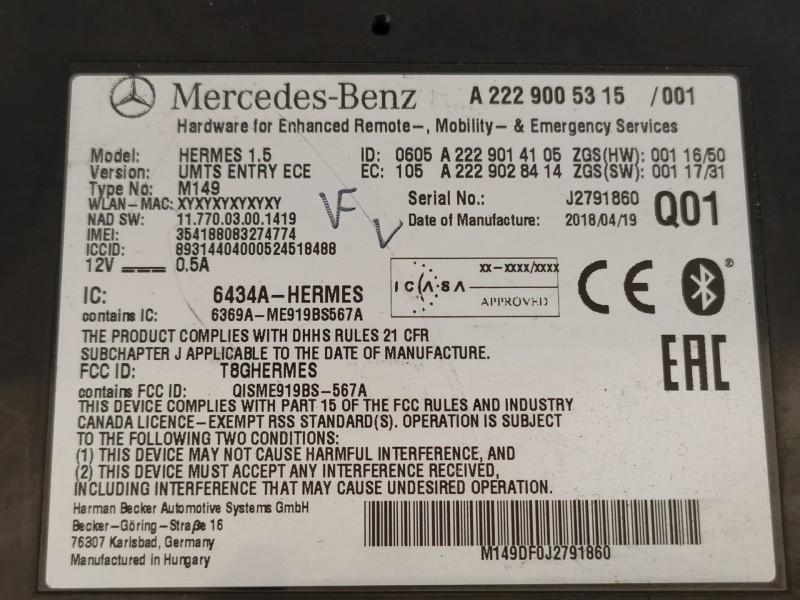 Mercedes-Benz A 222 900 53 15 /001
Hardware for Enhanced Remote-, Mobility- & Emergency Services
Model: HERMES 1.5 ID: 0605 A 222 901 41 05 ZGS(HW): 001 16/50
Version: UMTS ENTRY ECE EC: 105 A 222 902 84 14 ZGS(SW): 001 17/31
Type No: M149
WLAN-MAC: XYXYXYXYXYXY Serial No.: J2791860
NAD SW: 11.770.03.00.1419 Date of Manufacture: 2018/04/19 Q01
IMEI: 354188083274774
ICCID: 89314404000524518488
12V 0.5A
VF
V
IC: 6434A-HERMES
contains IC: 6369A-ME919BS567A
ICASA
XX-XXXX/XXXX
APPROVED
CE
EAC
THE PRODUCT COMPLIES WITH DHHS RULES 21 CFR
SUBCHAPTER J APPLICABLE TO THE DATE OF MANUFACTURE.
FCC ID: T8GHERMES
contains FCC ID: QISME919BS-567A
THIS DEVICE COMPLIES WITH PART 15 OF THE FCC RULES AND INDUSTRY
CANADA LICENCE-EXEMPT RSS STANDARD(S). OPERATION IS SUBJECT
TO THE FOLLOWING TWO CONDITIONS:
(1) THIS DEVICE MAY NOT CAUSE HARMFUL INTERFERENCE, AND
(2) THIS DEVICE MUST ACCEPT ANY INTERFERENCE RECEIVED,
INCLUDING INTERFERENCE THAT MAY CAUSE UNDESIRED OPERATION.
Harman Becker Automotive Systems GmbH
Becker-Göring-Straße 16
76307 Karlsbad, Germany
Manufactured in Hungary
M149DF0J2791860